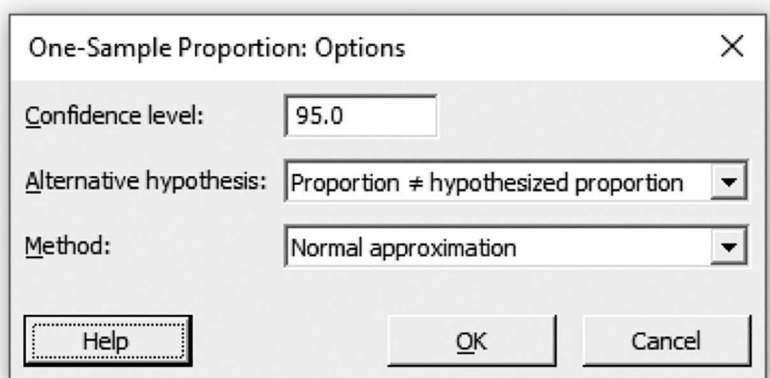 One-Sample Proportion: Options
Confidence level: 95.0
Alternative hypothesis: Proportion ≠ hypothesized proportion
Method: Normal approximation
Help OK Cancel